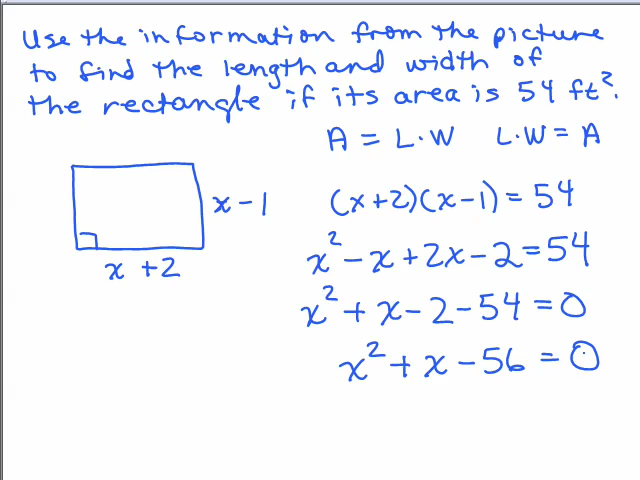 Use the information from the picture
to find the length and width of
the rectangle if its area is 54 ft².
A = L·W L·W = A
x - 1 (x+2)(x-1) = 54
x² - x + 2x - 2 = 54
x + 2
x² + x - 2 - 54 = 0
x² + x - 56 = 0